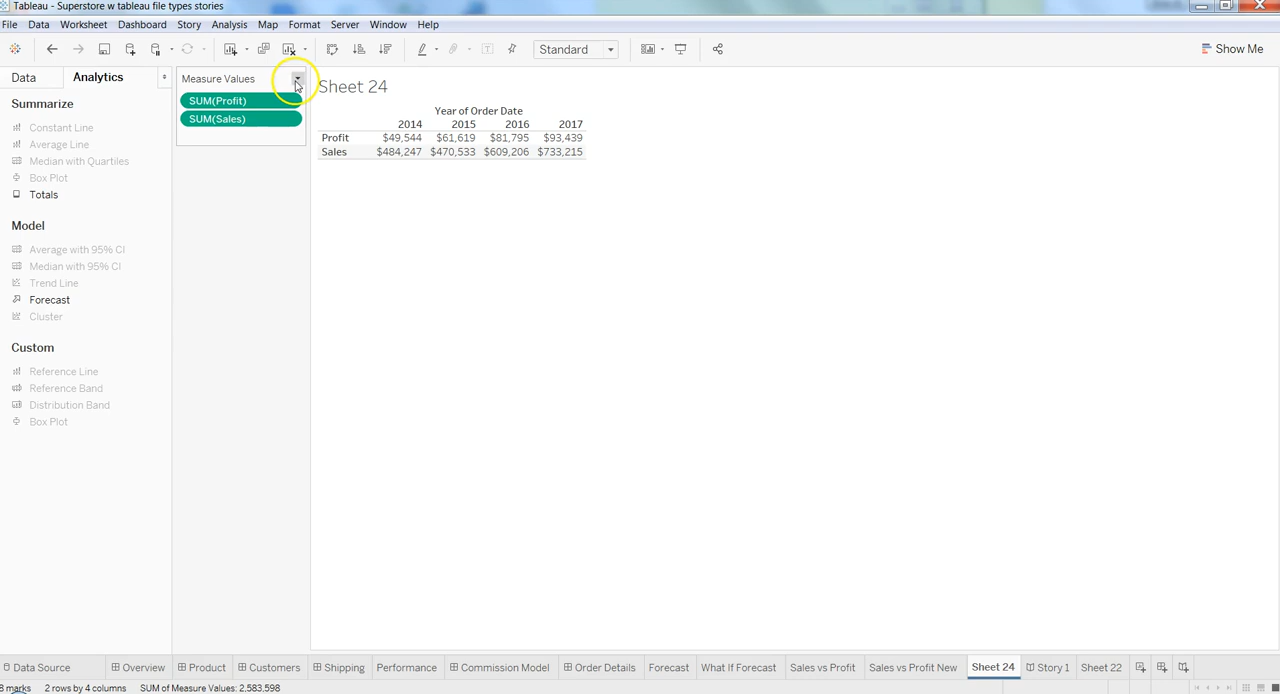 Tableau - Superstore w tableau file types stories
File Data Worksheet Dashboard Story Analysis Map Format Server Window Help
Standard
Show Me
Data Analytics
Summarize
Constant Line
Average Line
Median with Quartiles
Box Plot
Totals
Model
Average with 95% CI
Median with 95% CI
Trend Line
Forecast
Cluster
Custom
Reference Line
Reference Band
Distribution Band
Box Plot
Measure Values
SUM(Profit)
SUM(Sales)
Sheet 24
Year of Order Date
2014 2015 2016 2017
Profit $49,544 $61,619 $81,795 $93,439
Sales $484,247 $470,533 $609,206 $733,215
Data Source Overview Product Customers Shipping Performance Commission Model Order Details Forecast What If Forecast Sales vs Profit Sales vs Profit New Sheet 24 Story 1 Sheet 22
8 marks 2 rows by 4 columns SUM of Measure Values: 2,583,598